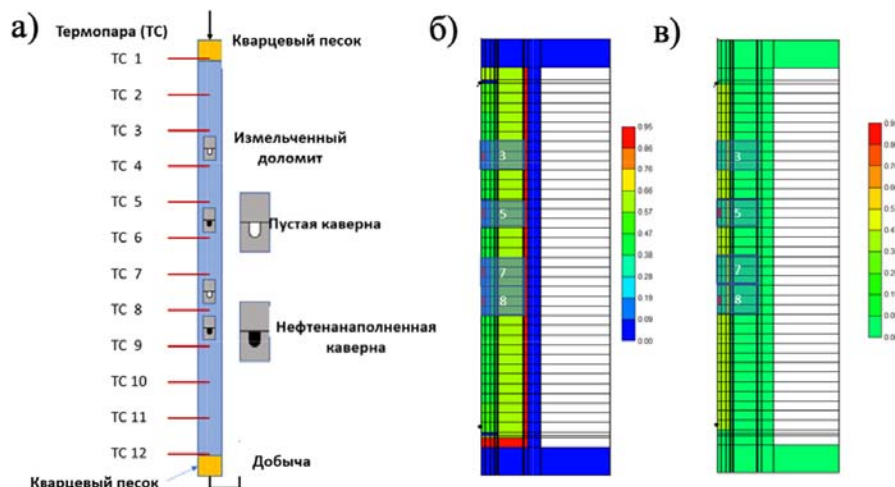 а)
Термопара (ТС)
Кварцевый песок
ТС 1
ТС 2
ТС 3
Измельченный
доломит
ТС 4
ТС 5
Пустая каверна
ТС 6
ТС 7
ТС 8
Нефтенанаполненная
каверна
ТС 9
ТС 10
ТС 11
ТС 12
Добыча
Кварцевый песок
б)
3
5
7
8
0.95
0.86
0.76
0.66
0.57
0.47
0.38
0.28
0.19
0.09
0.00
в)
3
5
7
8